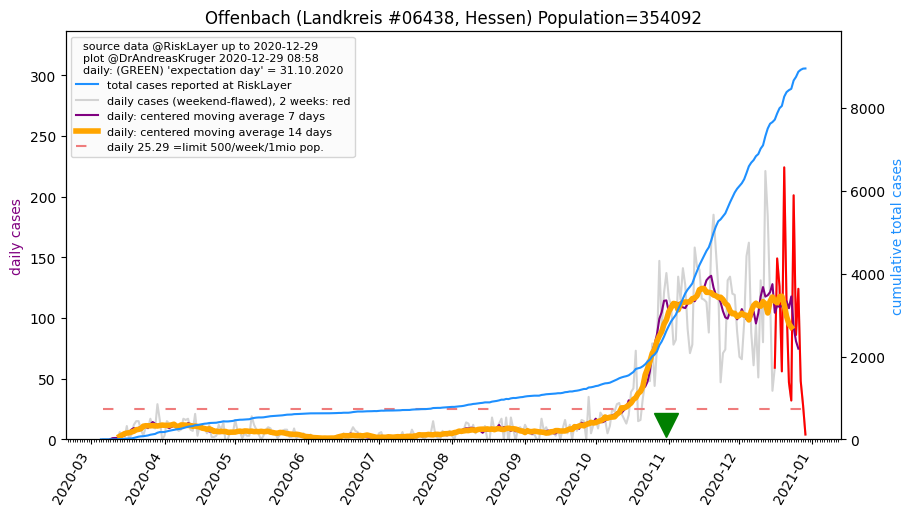 Offenbach (Landkreis #06438, Hessen) Population=354092
source data @RiskLayer up to 2020-12-29
plot @DrAndreasKruger 2020-12-29 08:58
daily: (GREEN) 'expectation day' = 31.10.2020
total cases reported at RiskLayer
daily cases (weekend-flawed), 2 weeks: red
daily: centered moving average 7 days
daily: centered moving average 14 days
daily 25.29 =limit 500/week/1mio pop.
daily cases
300
250
200
150
100
50
0
cumulative total cases
8000
6000
4000
2000
0
2020-03
2020-04
2020-05
2020-06
2020-07
2020-08
2020-09
2020-10
2020-11
2020-12
2021-01